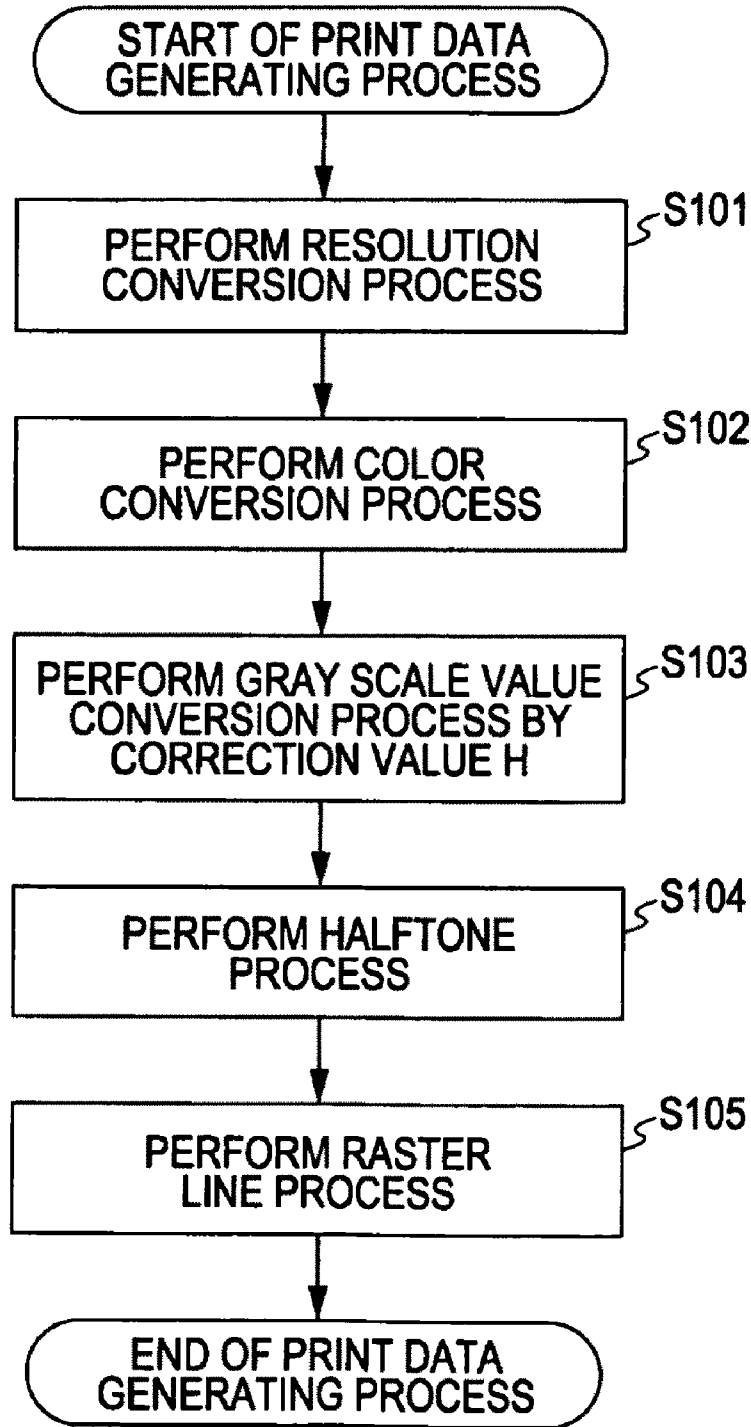 START OF PRINT DATA
GENERATING PROCESS
S101
PERFORM RESOLUTION
CONVERSION PROCESS
S102
PERFORM COLOR
CONVERSION PROCESS
S103
PERFORM GRAY SCALE VALUE
CONVERSION PROCESS BY
CORRECTION VALUE H
S104
PERFORM HALFTONE
PROCESS
S105
PERFORM RASTER
LINE PROCESS
END OF PRINT DATA
GENERATING PROCESS